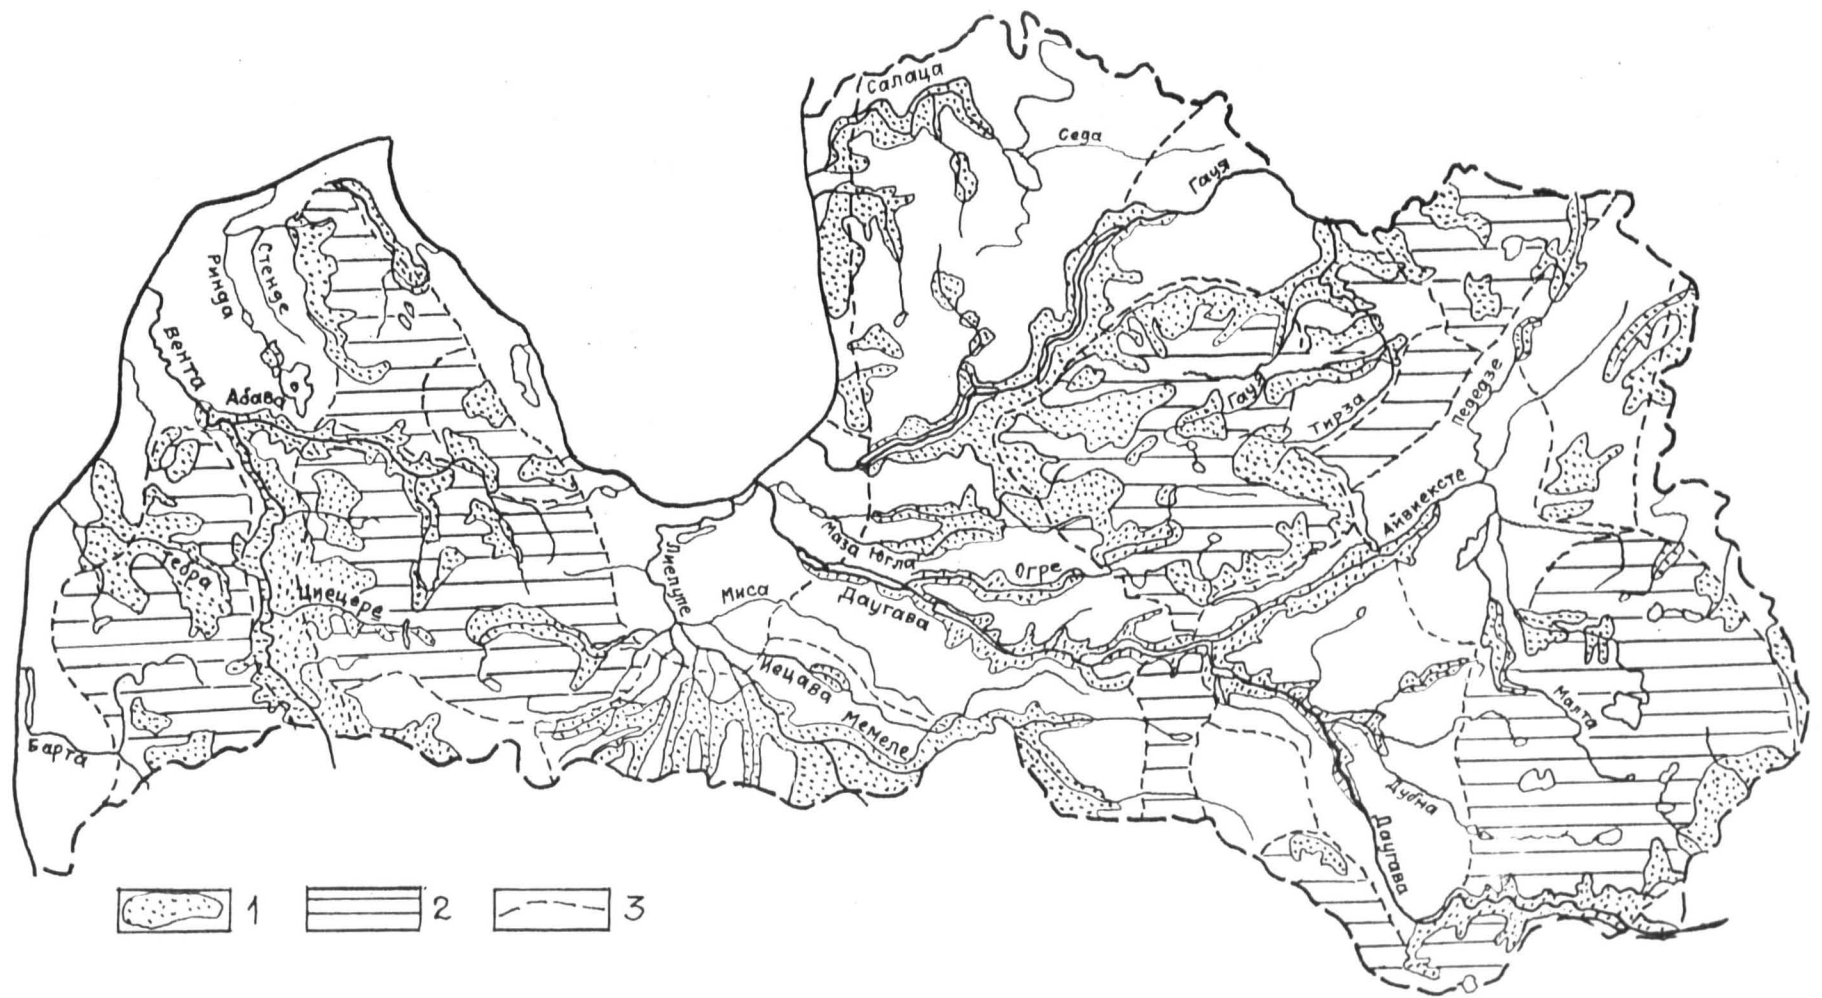 Салаца
Седа
Гауя
Ринда
Стенде
Вента
Абава
Гауя
Тирза
Педедзе
Айвиексте
Тебра
Циецере
Лиелупе
Миса
Маза Югла
Огре
Даугава
Иецава
Мемеле
Малта
Барта
Дубна
Даугава
1
2
3